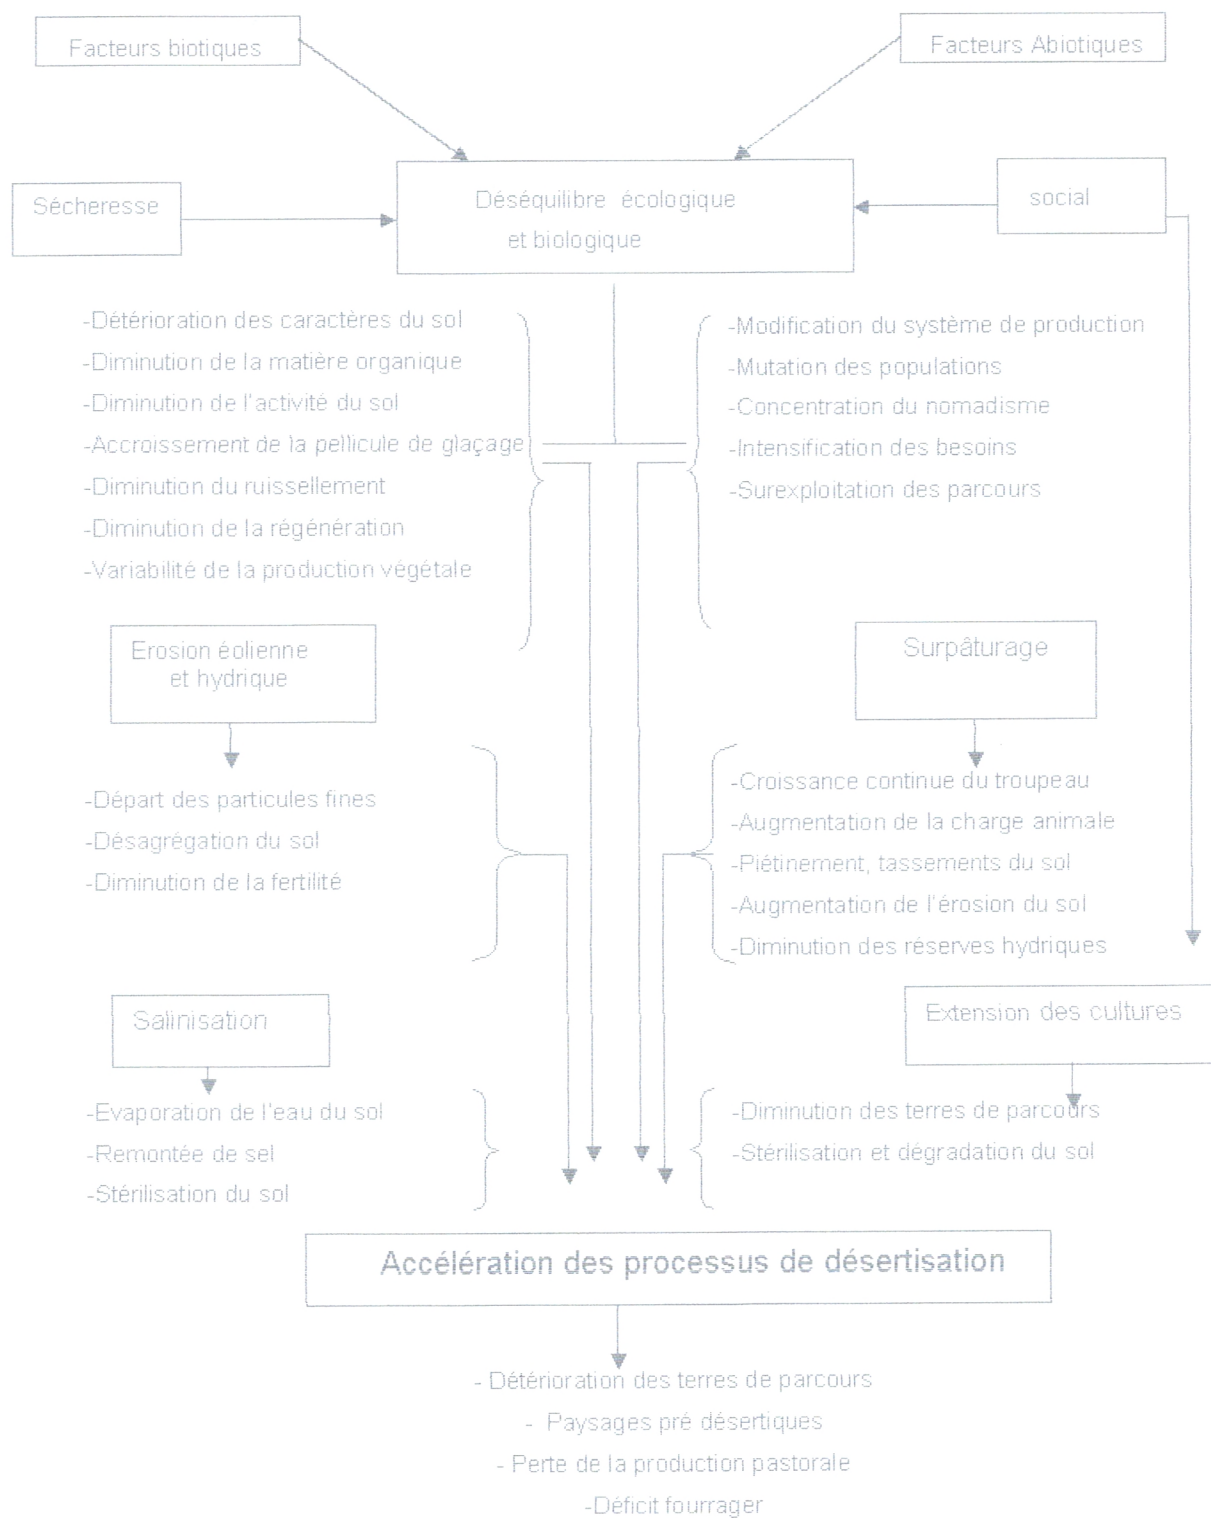 Facteurs biotiques
Facteurs Abiotiques
Sécheresse
Déséquilibre écologique
et biologique
social
-Détérioration des caractères du sol
-Diminution de la matière organique
-Diminution de l'activité du sol
-Accroissement de la pellicule de glaçage
-Diminution du ruissellement
-Diminution de la régénération
-Variabilité de la production végétale
-Modification du système de production
-Mutation des populations
-Concentration du nomadisme
-Intensification des besoins
-Surexploitation des parcours
Erosion éolienne
et hydrique
Surpâturage
-Départ des particules fines
-Désagrégation du sol
-Diminution de la fertilité
-Croissance continue du troupeau
-Augmentation de la charge animale
-Piétinement, tassements du sol
-Augmentation de l'érosion du sol
-Diminution des réserves hydriques
Salinisation
Extension des cultures
-Evaporation de l'eau du sol
-Remontée de sel
-Stérilisation du sol
-Diminution des terres de parcours
-Stérilisation et dégradation du sol
Accélération des processus de désertisation
- Détérioration des terres de parcours
- Paysages pré désertiques
- Perte de la production pastorale
-Déficit fourrager